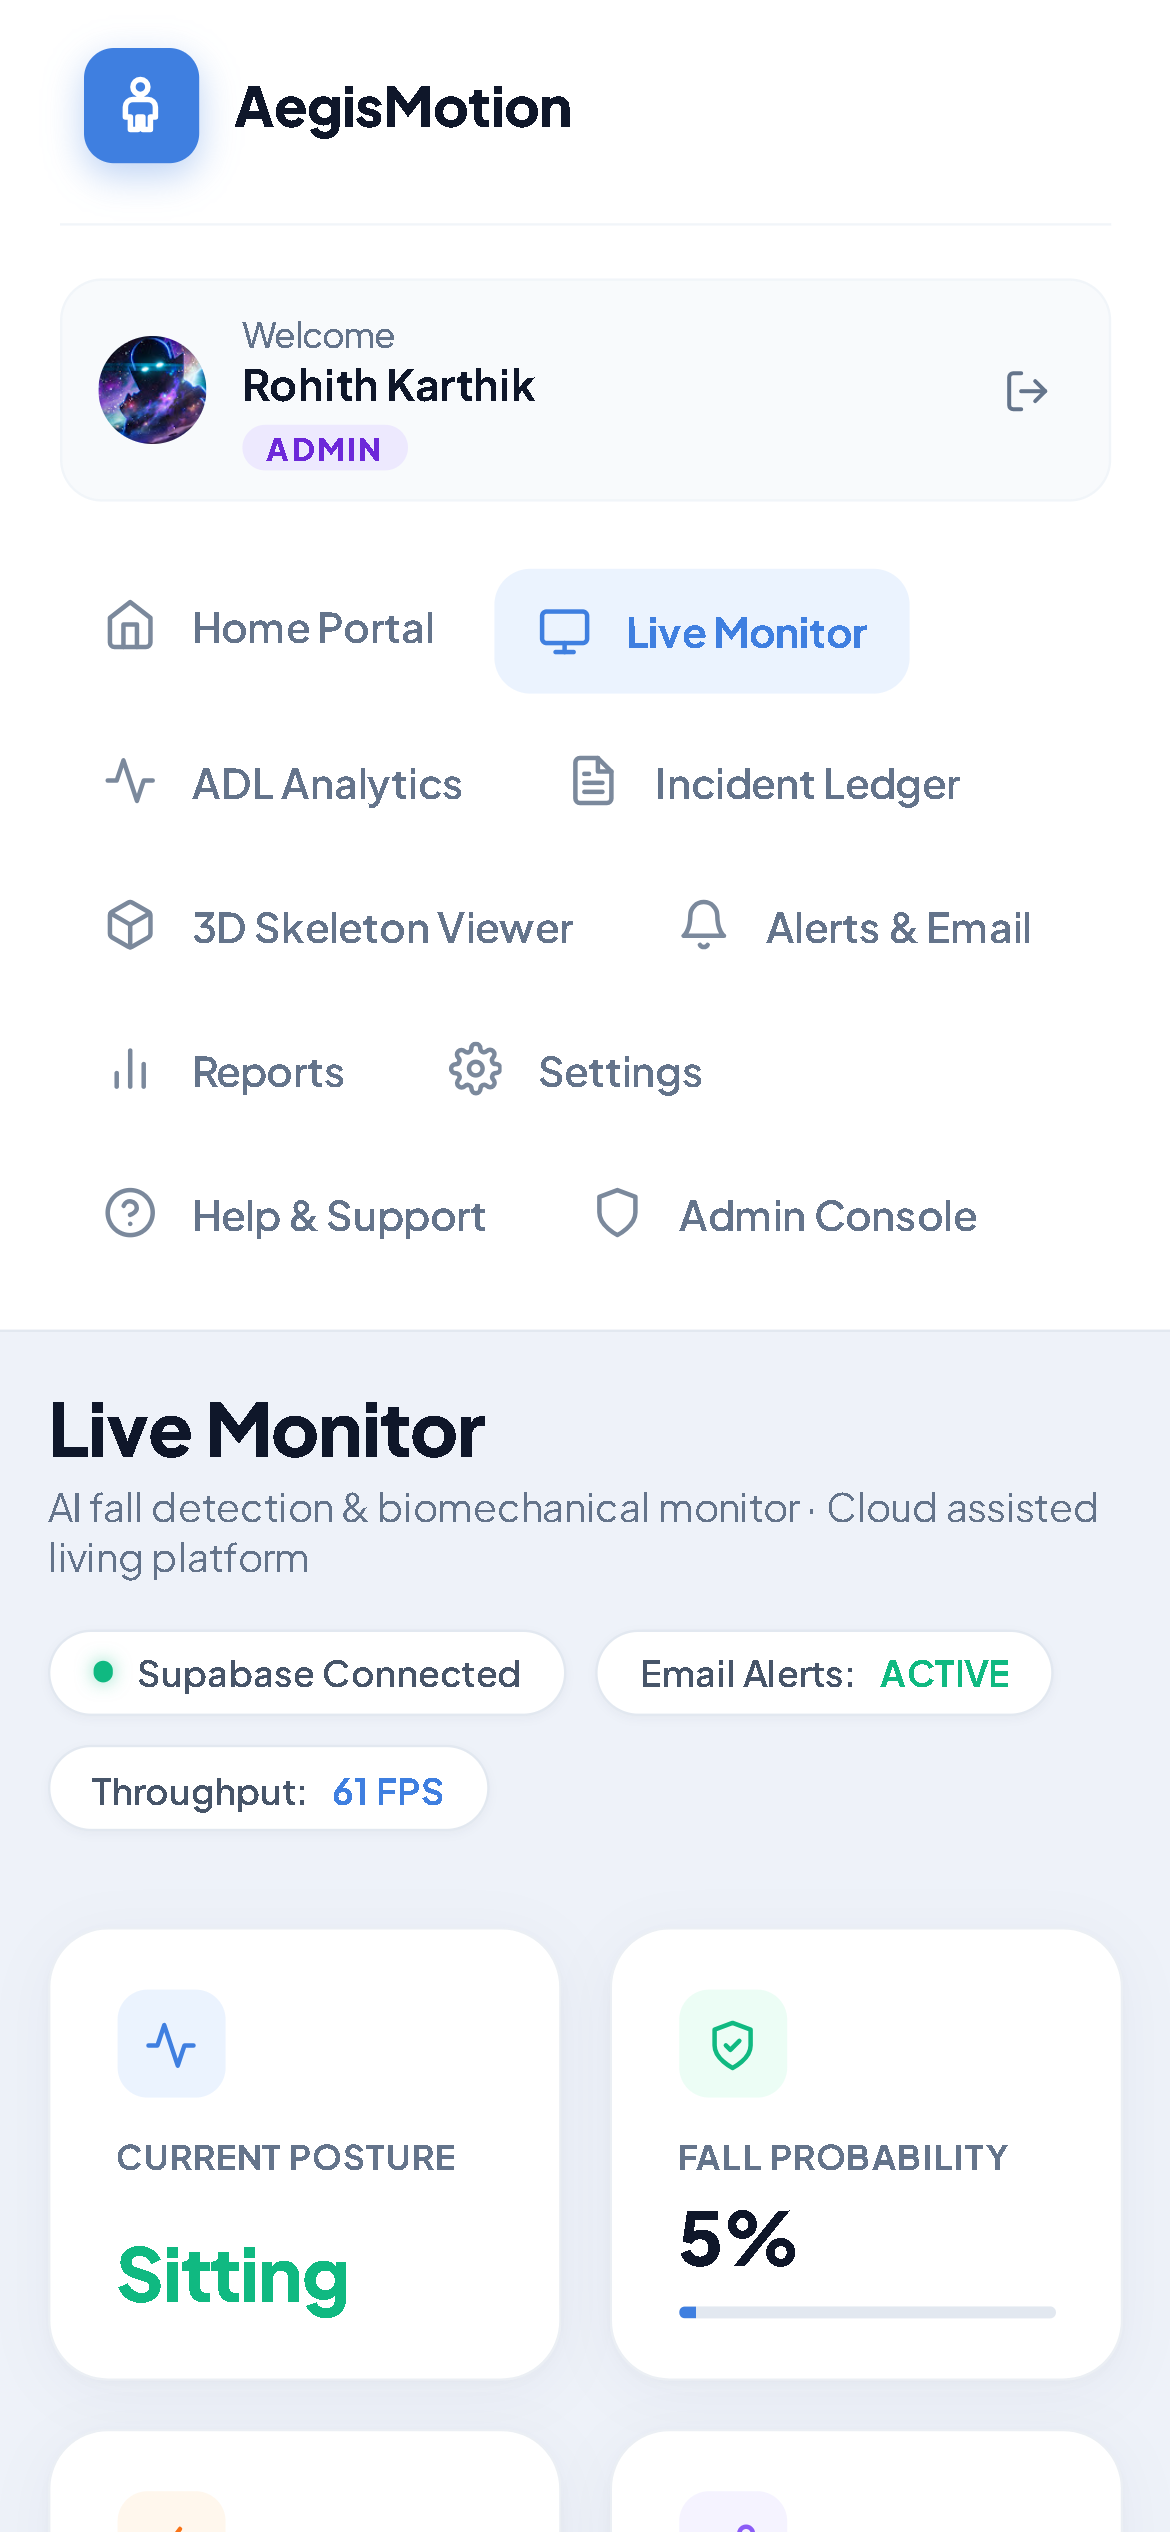 AegisMotion
Welcome
Rohith Karthik
ADMIN
Home Portal
Live Monitor
ADL Analytics
Incident Ledger
3D Skeleton Viewer
Alerts & Email
Reports
Settings
Help & Support
Admin Console
Live Monitor
AI fall detection & biomechanical monitor · Cloud assisted
living platform
Supabase Connected
Email Alerts: ACTIVE
Throughput: 61 FPS
CURRENT POSTURE
Sitting
FALL PROBABILITY
5%